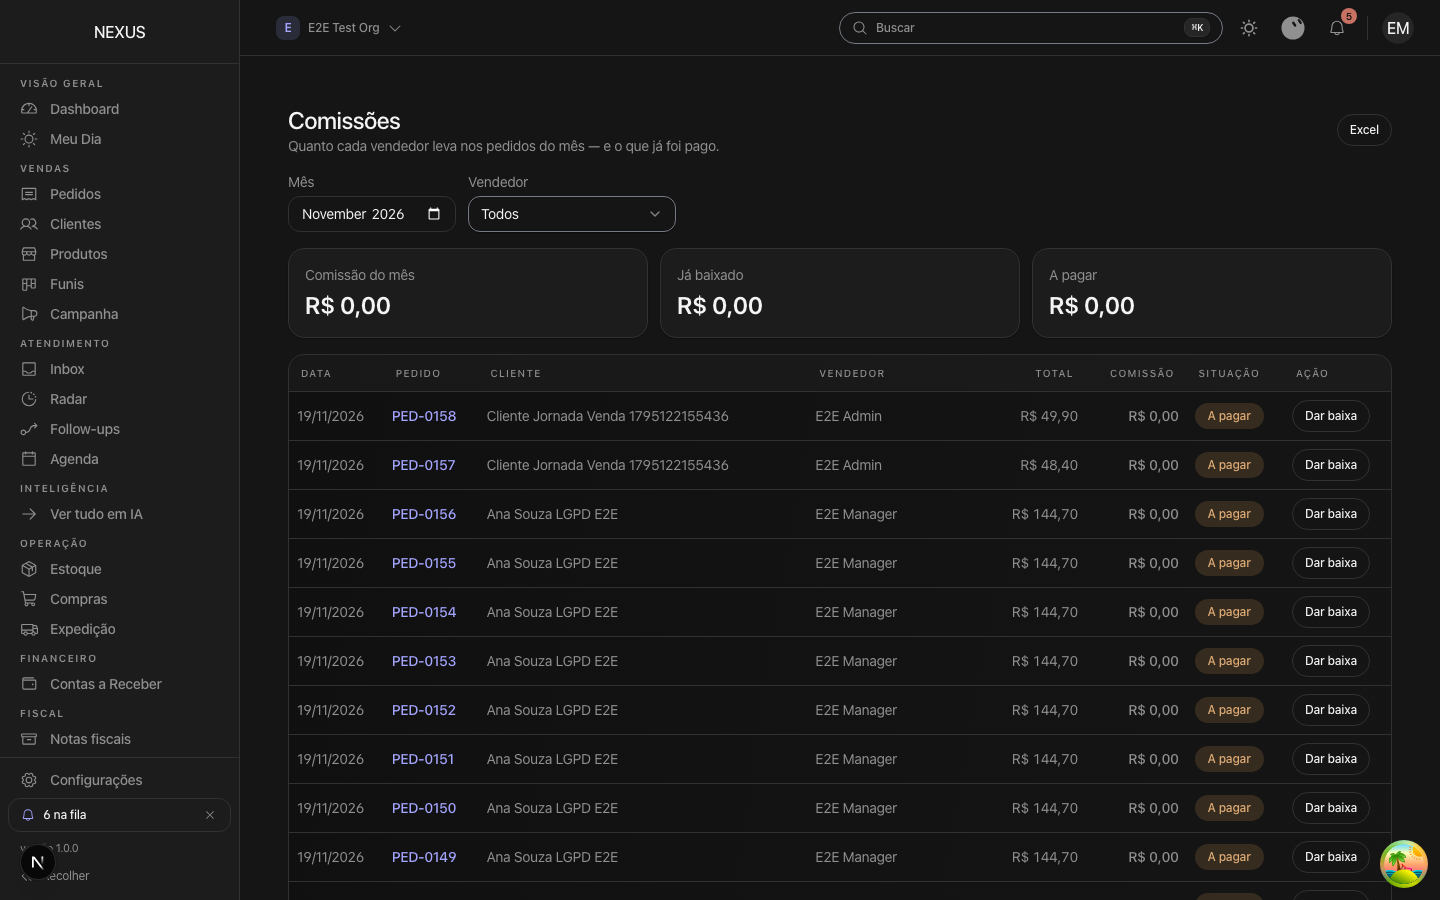 NEXUS
E E2E Test Org
Buscar ⌘K
5
EM
VISÃO GERAL
Dashboard
Meu Dia
VENDAS
Pedidos
Clientes
Produtos
Funis
Campanha
ATENDIMENTO
Inbox
Radar
Follow-ups
Agenda
INTELIGÊNCIA
Ver tudo em IA
OPERAÇÃO
Estoque
Compras
Expedição
FINANCEIRO
Contas a Receber
FISCAL
Notas fiscais
Configurações
6 na fila
1.0.0
N
Comissões
Quanto cada vendedor leva nos pedidos do mês — e o que já foi pago.
Excel
Mês Vendedor
November 2026 Todos
Comissão do mês Já baixado A pagar
R$ 0,00 R$ 0,00 R$ 0,00
DATA PEDIDO CLIENTE VENDEDOR TOTAL COMISSÃO SITUAÇÃO AÇÃO
19/11/2026 PED-0158 Cliente Jornada Venda 1795122155436 E2E Admin R$ 49,90 R$ 0,00 A pagar Dar baixa
19/11/2026 PED-0157 Cliente Jornada Venda 1795122155436 E2E Admin R$ 48,40 R$ 0,00 A pagar Dar baixa
19/11/2026 PED-0156 Ana Souza LGPD E2E E2E Manager R$ 144,70 R$ 0,00 A pagar Dar baixa
19/11/2026 PED-0155 Ana Souza LGPD E2E E2E Manager R$ 144,70 R$ 0,00 A pagar Dar baixa
19/11/2026 PED-0154 Ana Souza LGPD E2E E2E Manager R$ 144,70 R$ 0,00 A pagar Dar baixa
19/11/2026 PED-0153 Ana Souza LGPD E2E E2E Manager R$ 144,70 R$ 0,00 A pagar Dar baixa
19/11/2026 PED-0152 Ana Souza LGPD E2E E2E Manager R$ 144,70 R$ 0,00 A pagar Dar baixa
19/11/2026 PED-0151 Ana Souza LGPD E2E E2E Manager R$ 144,70 R$ 0,00 A pagar Dar baixa
19/11/2026 PED-0150 Ana Souza LGPD E2E E2E Manager R$ 144,70 R$ 0,00 A pagar Dar baixa
19/11/2026 PED-0149 Ana Souza LGPD E2E E2E Manager R$ 144,70 R$ 0,00 A pagar Dar baixa